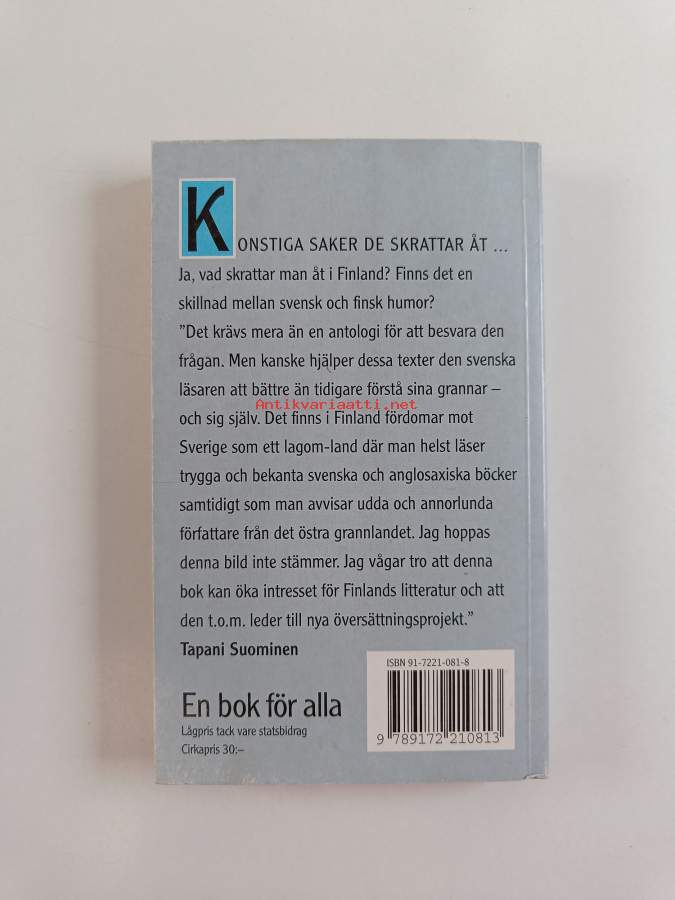 KONSTIGA SAKER DE SKRATTAR ÅT ...
Ja, vad skrattar man åt i Finland? Finns det en
skillnad mellan svensk och finsk humor?
"Det krävs mera än en antologi för att besvara den
frågan. Men kanske hjälper dessa texter den svenska
läsaren att bättre än tidigare förstå sina grannar –
Antikvariaatti.net
och sig själv. Det finns i Finland fördomar mot
Sverige som ett lagom-land där man helst läser
trygga och bekanta svenska och anglosaxiska böcker
samtidigt som man avvisar udda och annorlunda
författare från det östra grannlandet. Jag hoppas
denna bild inte stämmer. Jag vågar tro att denna
bok kan öka intresset för Finlands litteratur och att
den t.o.m. leder till nya översättningsprojekt."
Tapani Suominen
ISBN 91-7221-081-8
En bok för alla
Lågpris tack vare statsbidrag
Cirkapris 30:–
9 789172 210813